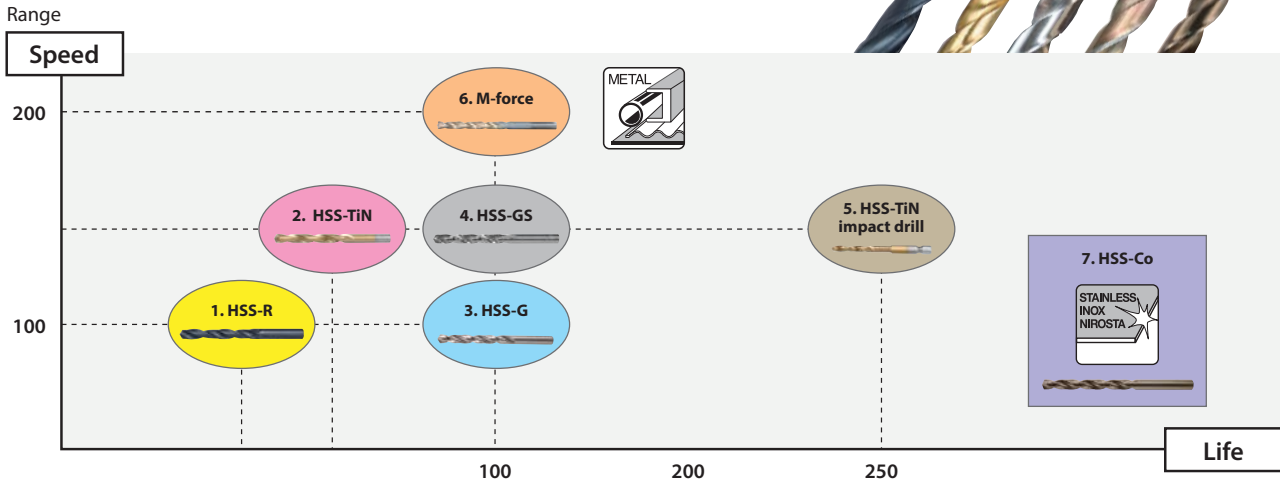 Range
Speed
200
6. M-force
METAL
2. HSS-TiN
4. HSS-GS
5. HSS-TiN
impact drill
7. HSS-Co
STAINLESS
INOX
NIROSTA
1. HSS-R
3. HSS-G
100
Life
100
200
250